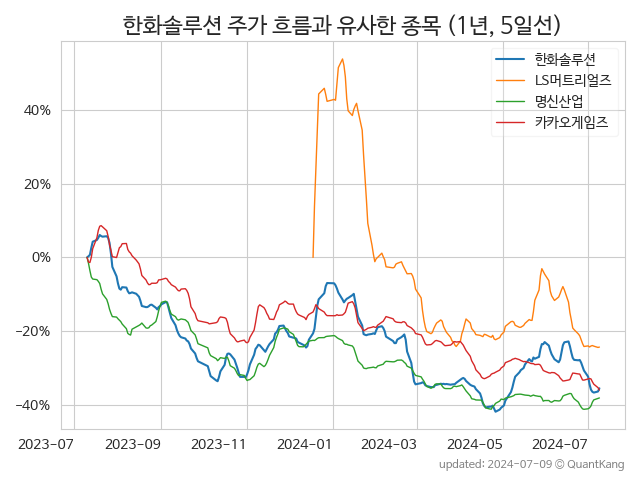 한화솔루션 주가 흐름과 유사한 종목 (1년, 5일선)
한화솔루션
LS머트리얼즈
명신산업
카카오게임즈
40%
20%
0%
−20%
−40%
2023-07 2023-09 2023-11 2024-01 2024-03 2024-05 2024-07
updated: 2024-07-09 © QuantKang